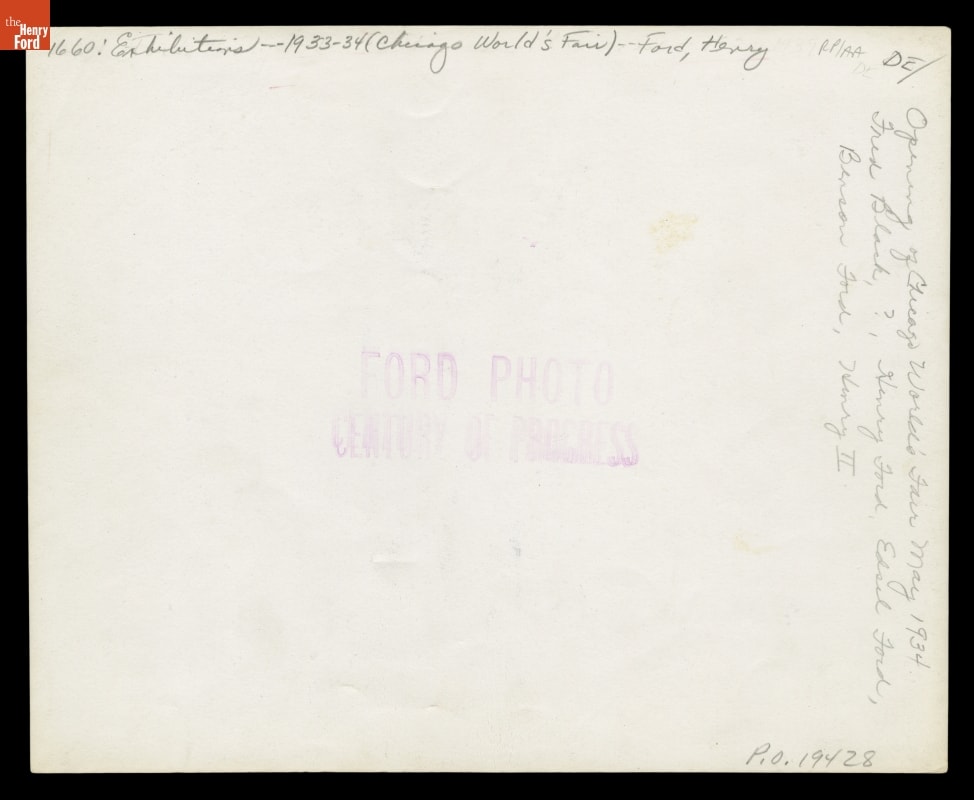 the
Henry
Ford
1660: Exhibitions--1933-34 (Chicago World's Fair)--Ford, Henry
RP/AA
DE/
DE
Opening of Chicago World's Fair May 1934.
Fred Black, ?, Henry Ford, Edsel Ford,
Benson Ford, Henry II
FORD PHOTO
CENTURY OF PROGRESS
P.O. 19428